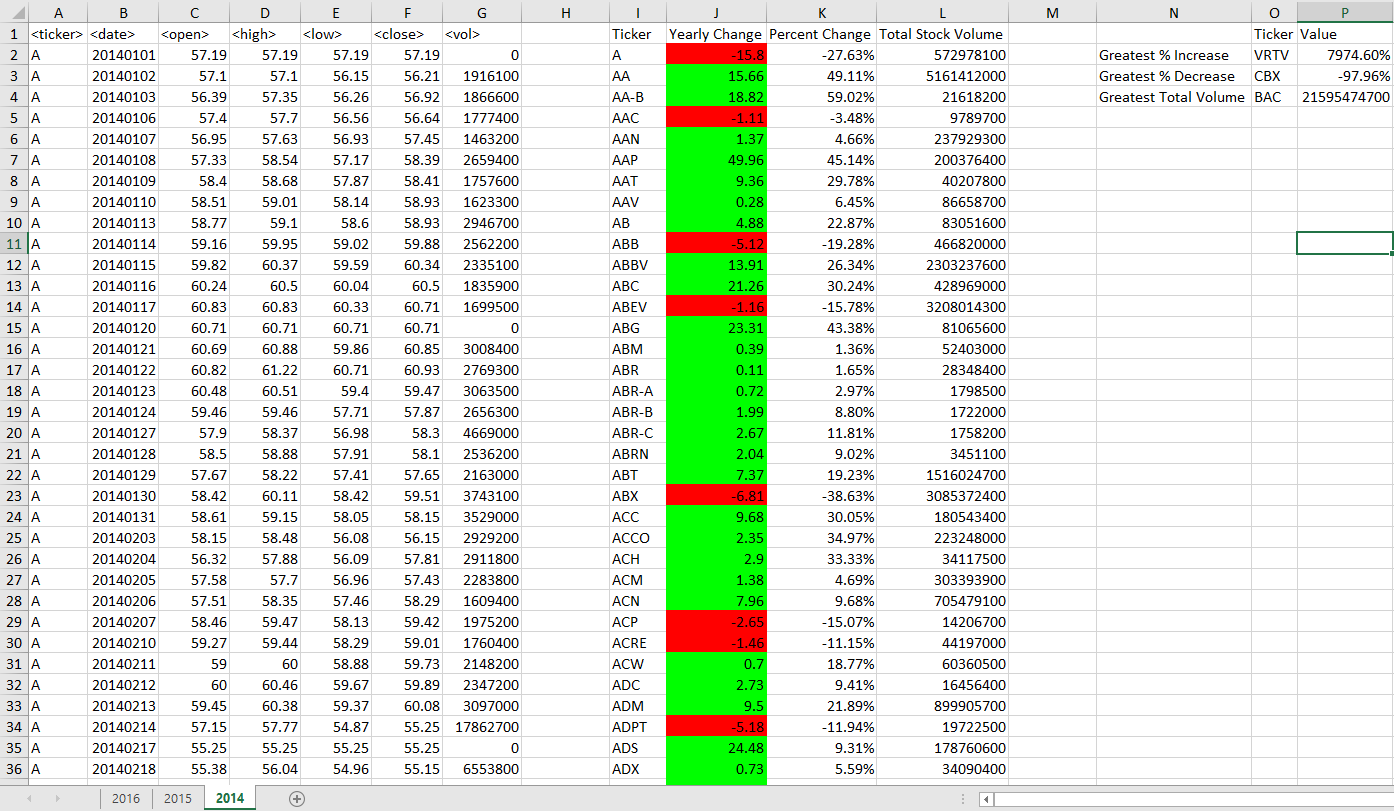 A B C D E F G H I J K L M N O P
1 <ticker> <date> <open> <high> <low> <close> <vol> Ticker Yearly Change Percent Change Total Stock Volume Ticker Value
2 A 20140101 57.19 57.19 57.19 57.19 0 A -15.8 -27.63% 572978100 Greatest % Increase VRTV 7974.60%
3 A 20140102 57.1 57.1 56.15 56.21 1916100 AA 15.66 49.11% 5161412000 Greatest % Decrease CBX -97.96%
4 A 20140103 56.39 57.35 56.26 56.92 1866600 AA-B 18.82 59.02% 21618200 Greatest Total Volume BAC 21595474700
5 A 20140106 57.4 57.7 56.56 56.64 1777400 AAC -1.11 -3.48% 9789700
6 A 20140107 56.95 57.63 56.93 57.45 1463200 AAN 1.37 4.66% 237929300
7 A 20140108 57.33 58.54 57.17 58.39 2659400 AAP 49.96 45.14% 200376400
8 A 20140109 58.4 58.68 57.87 58.41 1757600 AAT 9.36 29.78% 40207800
9 A 20140110 58.51 59.01 58.14 58.93 1623300 AAV 0.28 6.45% 86658700
10 A 20140113 58.77 59.1 58.6 58.93 2946700 AB 4.88 22.87% 83051600
11 A 20140114 59.16 59.95 59.02 59.88 2562200 ABB -5.12 -19.28% 466820000
12 A 20140115 59.82 60.37 59.59 60.34 2335100 ABBV 13.91 26.34% 2303237600
13 A 20140116 60.24 60.5 60.04 60.5 1835900 ABC 21.26 30.24% 428969000
14 A 20140117 60.83 60.83 60.33 60.71 1699500 ABEV -1.16 -15.78% 3208014300
15 A 20140120 60.71 60.71 60.71 60.71 0 ABG 23.31 43.38% 81065600
16 A 20140121 60.69 60.88 59.86 60.85 3008400 ABM 0.39 1.36% 52403000
17 A 20140122 60.82 61.22 60.71 60.93 2769300 ABR 0.11 1.65% 28348400
18 A 20140123 60.48 60.51 59.4 59.47 3063500 ABR-A 0.72 2.97% 1798500
19 A 20140124 59.46 59.46 57.71 57.87 2656300 ABR-B 1.99 8.80% 1722000
20 A 20140127 57.9 58.37 56.98 58.3 4669000 ABR-C 2.67 11.81% 1758200
21 A 20140128 58.5 58.88 57.91 58.1 2536200 ABRN 2.04 9.02% 3451100
22 A 20140129 57.67 58.22 57.41 57.65 2163000 ABT 7.37 19.23% 1516024700
23 A 20140130 58.42 60.11 58.42 59.51 3743100 ABX -6.81 -38.63% 3085372400
24 A 20140131 58.61 59.15 58.05 58.15 3529000 ACC 9.68 30.05% 180543400
25 A 20140203 58.15 58.48 56.08 56.15 2929200 ACCO 2.35 34.97% 223248000
26 A 20140204 56.32 57.88 56.09 57.81 2911800 ACH 2.9 33.33% 34117500
27 A 20140205 57.58 57.7 56.96 57.43 2283800 ACM 1.38 4.69% 303393900
28 A 20140206 57.51 58.35 57.46 58.29 1609400 ACN 7.96 9.68% 705479100
29 A 20140207 58.46 59.47 58.13 59.42 1975200 ACP -2.65 -15.07% 14206700
30 A 20140210 59.27 59.44 58.29 59.01 1760400 ACRE -1.46 -11.15% 44197000
31 A 20140211 59 60 58.88 59.73 2148200 ACW 0.7 18.77% 60360500
32 A 20140212 60 60.46 59.67 59.89 2347200 ADC 2.73 9.41% 16456400
33 A 20140213 59.45 60.38 59.37 60.08 3097000 ADM 9.5 21.89% 899905700
34 A 20140214 57.15 57.77 54.87 55.25 17862700 ADPT -5.18 -11.94% 19722500
35 A 20140217 55.25 55.25 55.25 55.25 0 ADS 24.48 9.31% 178760600
36 A 20140218 55.38 56.04 54.96 55.15 6553800 ADX 0.73 5.59% 34090400
2016 2015 2014